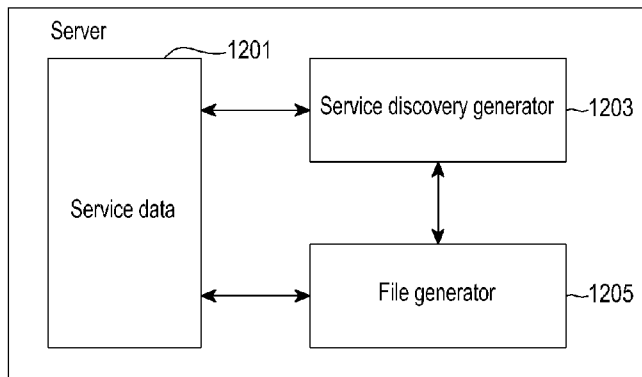 Server
1201
Service discovery generator
1203
Service data
File generator
1205